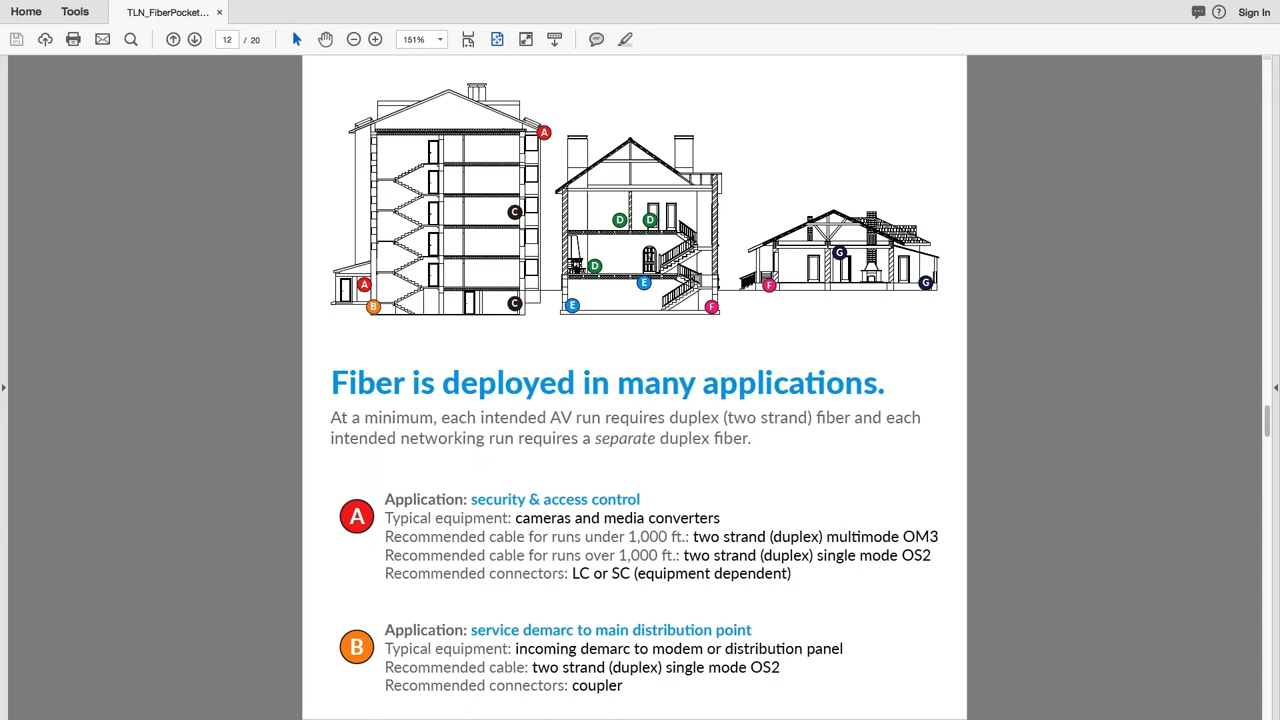 Home
Tools
TLN_FiberPocket... ×
? Sign In
12 / 20
151%
A
C
D D
G
D
A
E
F
G
B
C
E
F
Fiber is deployed in many applications.
At a minimum, each intended AV run requires duplex (two strand) fiber and each
intended networking run requires a separate duplex fiber.
A
Application: security & access control
Typical equipment: cameras and media converters
Recommended cable for runs under 1,000 ft.: two strand (duplex) multimode OM3
Recommended cable for runs over 1,000 ft.: two strand (duplex) single mode OS2
Recommended connectors: LC or SC (equipment dependent)
B
Application: service demarc to main distribution point
Typical equipment: incoming demarc to modem or distribution panel
Recommended cable: two strand (duplex) single mode OS2
Recommended connectors: coupler